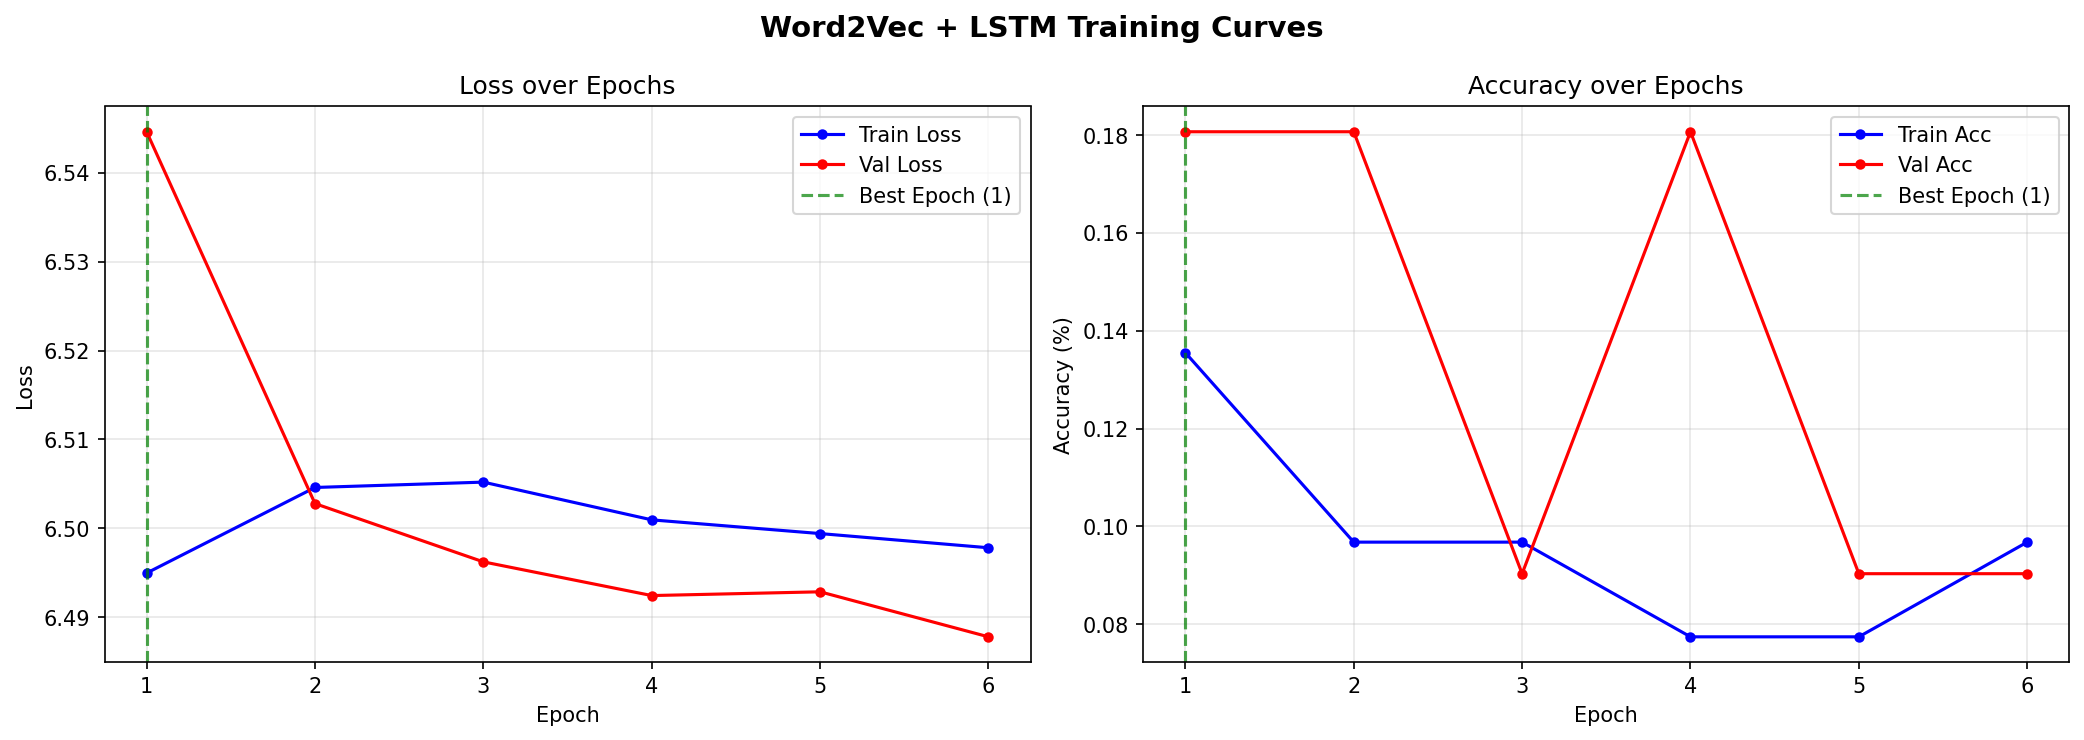 Word2Vec + LSTM Training Curves
Loss over Epochs
Loss
6.54
6.53
6.52
6.51
6.50
6.49
1 2 3 4 5 6
Epoch
Train Loss
Val Loss
Best Epoch (1)
Accuracy over Epochs
Accuracy (%)
0.18
0.16
0.14
0.12
0.10
0.08
1 2 3 4 5 6
Epoch
Train Acc
Val Acc
Best Epoch (1)